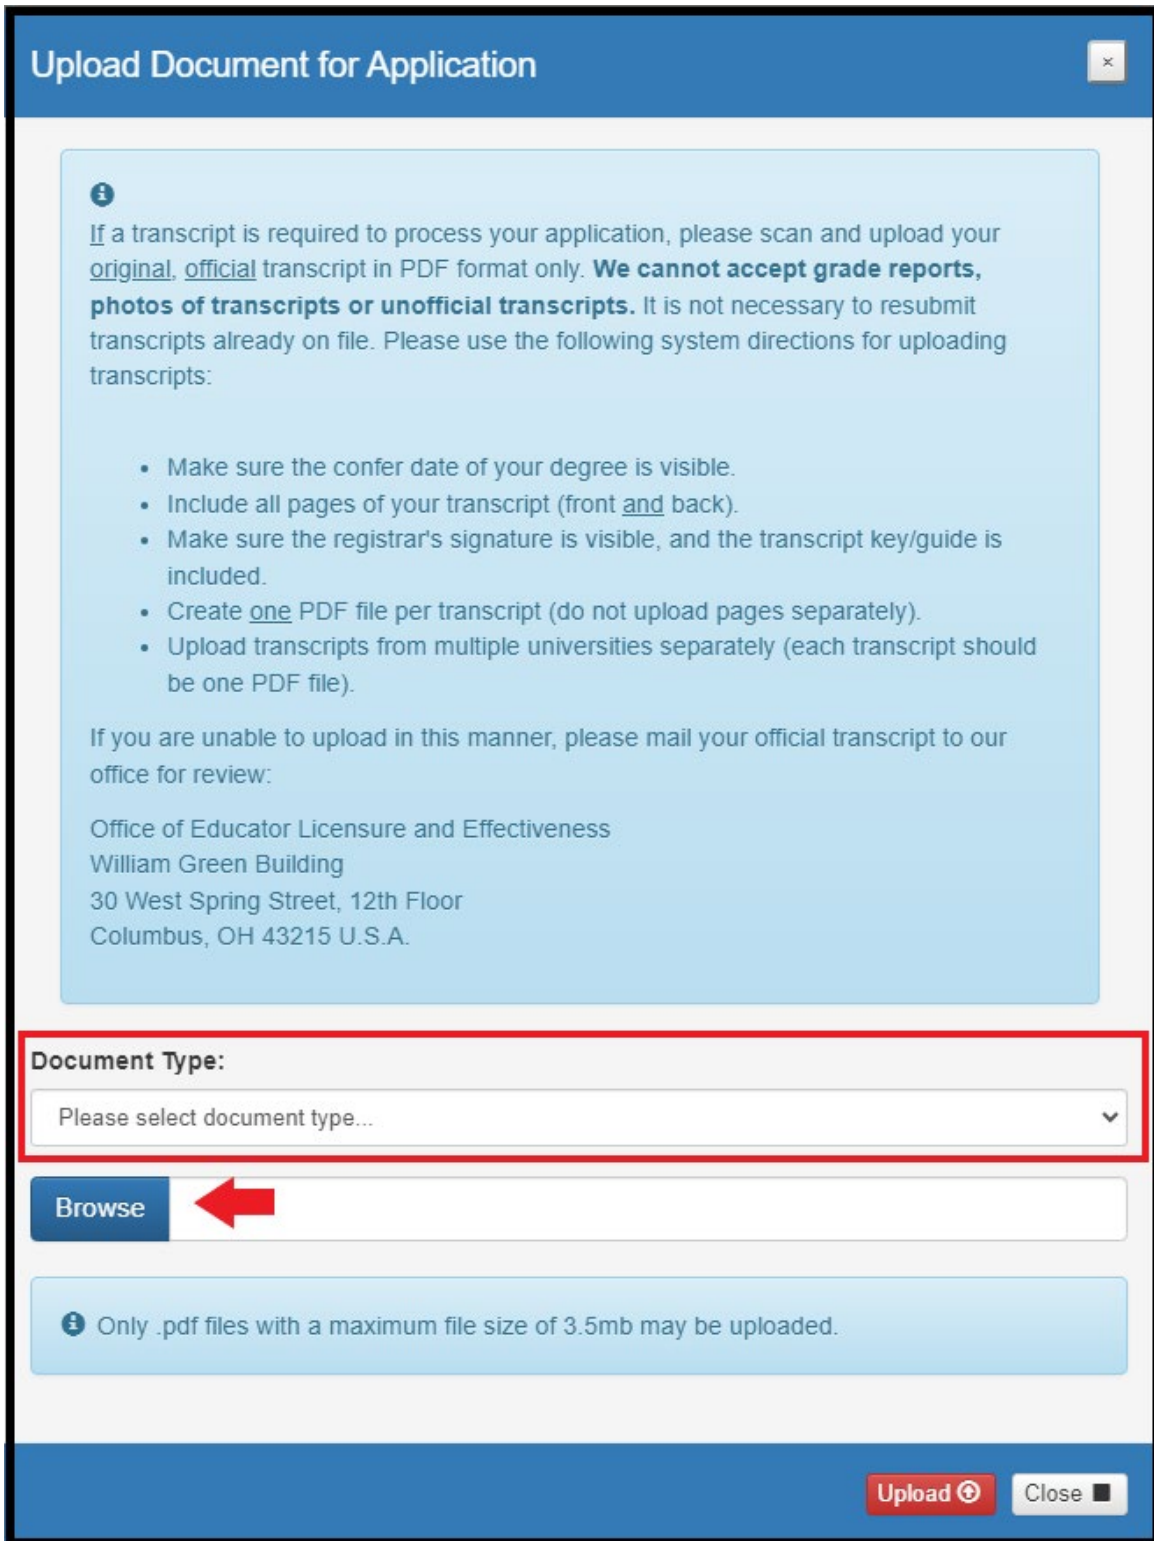 Upload Document for Application
If a transcript is required to process your application, please scan and upload your
original, official transcript in PDF format only. We cannot accept grade reports,
photos of transcripts or unofficial transcripts. It is not necessary to resubmit
transcripts already on file. Please use the following system directions for uploading
transcripts:
• Make sure the confer date of your degree is visible.
• Include all pages of your transcript (front and back).
• Make sure the registrar's signature is visible, and the transcript key/guide is
included.
• Create one PDF file per transcript (do not upload pages separately).
• Upload transcripts from multiple universities separately (each transcript should
be one PDF file).
If you are unable to upload in this manner, please mail your official transcript to our
office for review:
Office of Educator Licensure and Effectiveness
William Green Building
30 West Spring Street, 12th Floor
Columbus, OH 43215 U.S.A.
Document Type:
Please select document type...
Browse
Only .pdf files with a maximum file size of 3.5mb may be uploaded.
Upload
Close